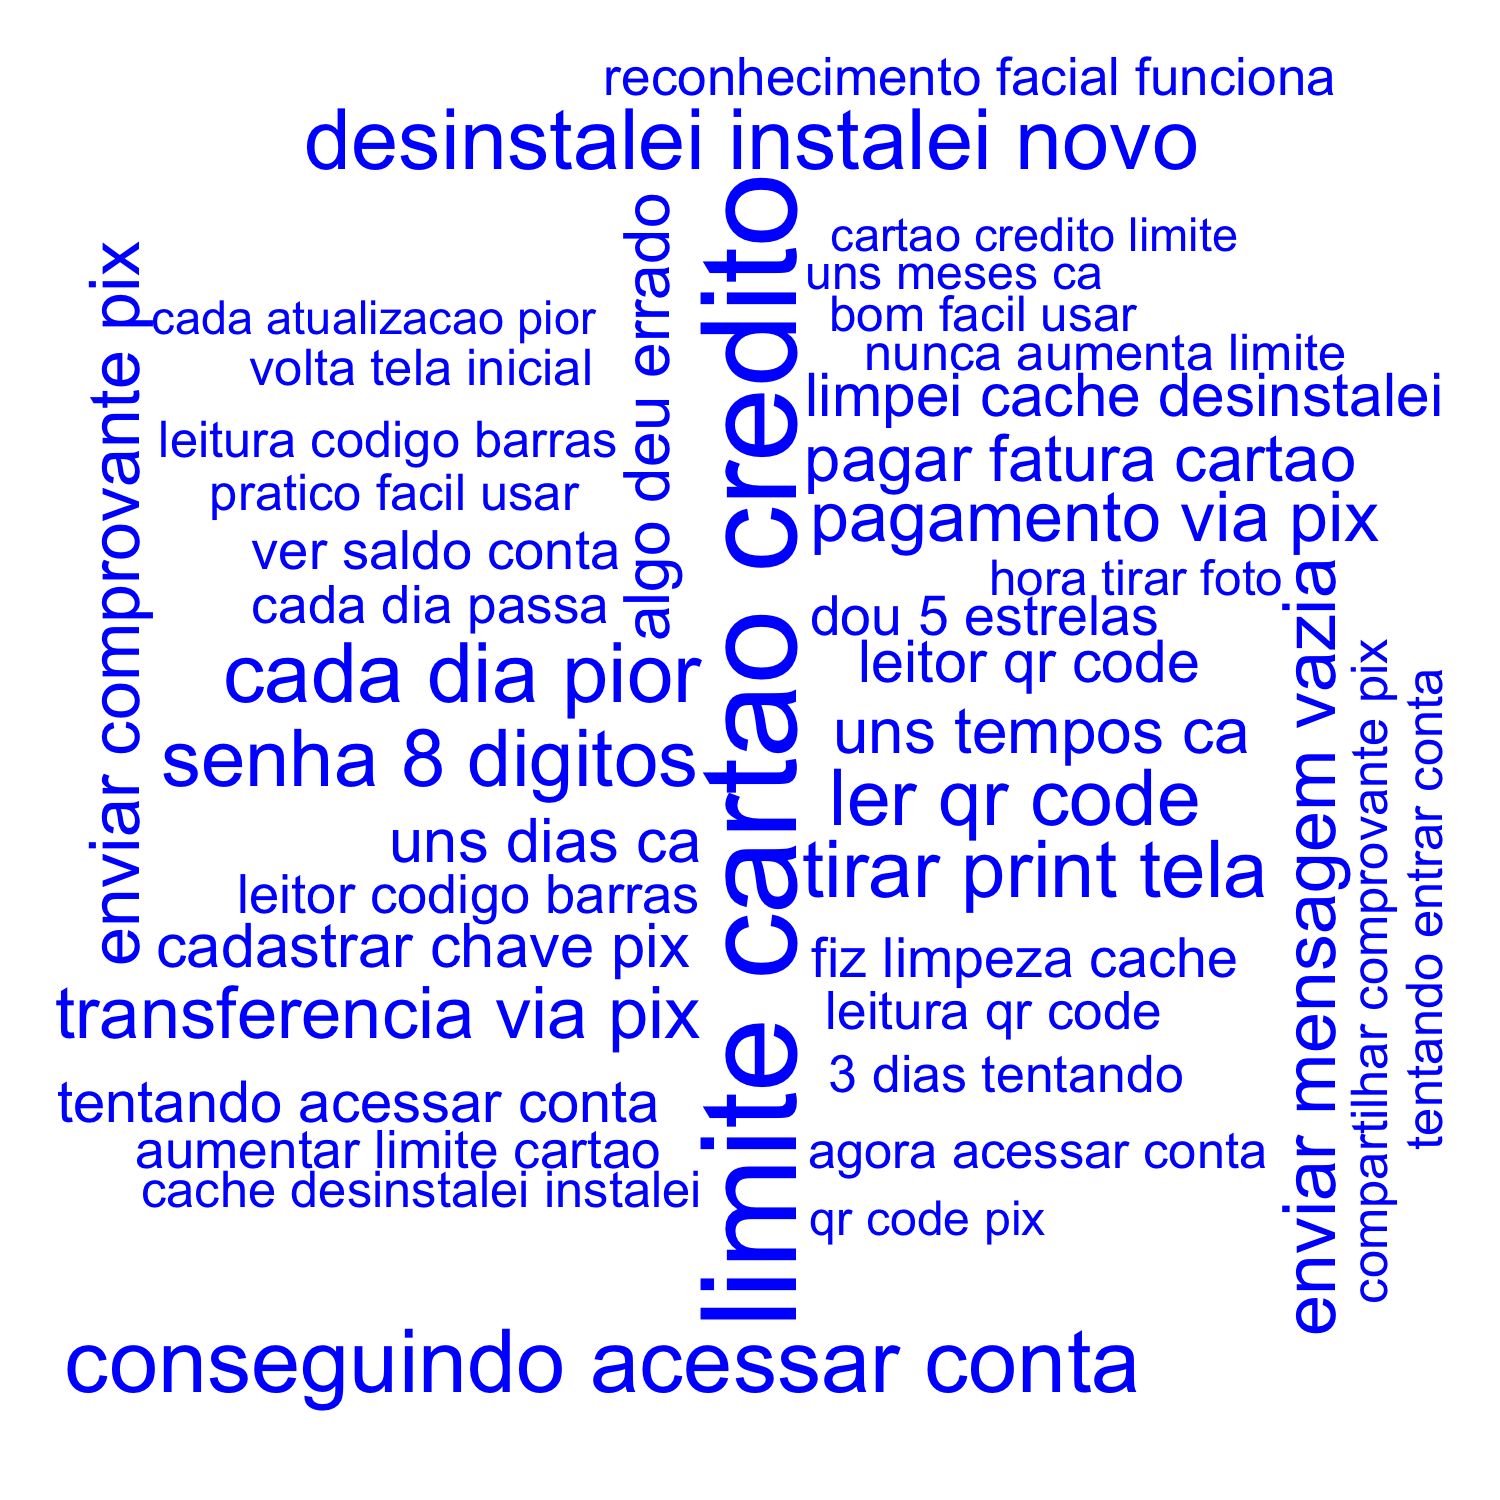 reconhecimento facial funciona
desinstalei instalei novo
enviar comprovante pix
algo deu errado
limite cartao credito
cartao credito limite
uns meses ca
cada atualizacao pior
bom facil usar
volta tela inicial
nunca aumenta limite
limpei cache desinstalei
leitura codigo barras
pagar fatura cartao
pratico facil usar
pagamento via pix
ver saldo conta
hora tirar foto
cada dia passa
dou 5 estrelas
cada dia pior
leitor qr code
senha 8 digitos
uns tempos ca
ler qr code
uns dias ca
tirar print tela
leitor codigo barras
cadastrar chave pix
fiz limpeza cache
transferencia via pix
leitura qr code
enviar mensagem vazia
compartilhar comprovante pix
tentando entrar conta
3 dias tentando
tentando acessar conta
aumentar limite cartao
agora acessar conta
cache desinstalei instalei
qr code pix
conseguindo acessar conta